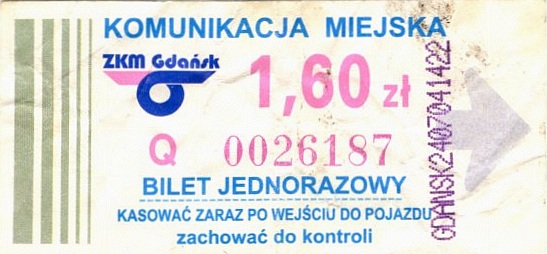 KOMUNIKACJA MIEJSKA
ZKM Gdańsk
1,60 zł
Q 0026187
BILET JEDNORAZOWY
KASOWAĆ ZARAZ PO WEJŚCIU DO POJAZDU
zachować do kontroli
GDANSK2407041422